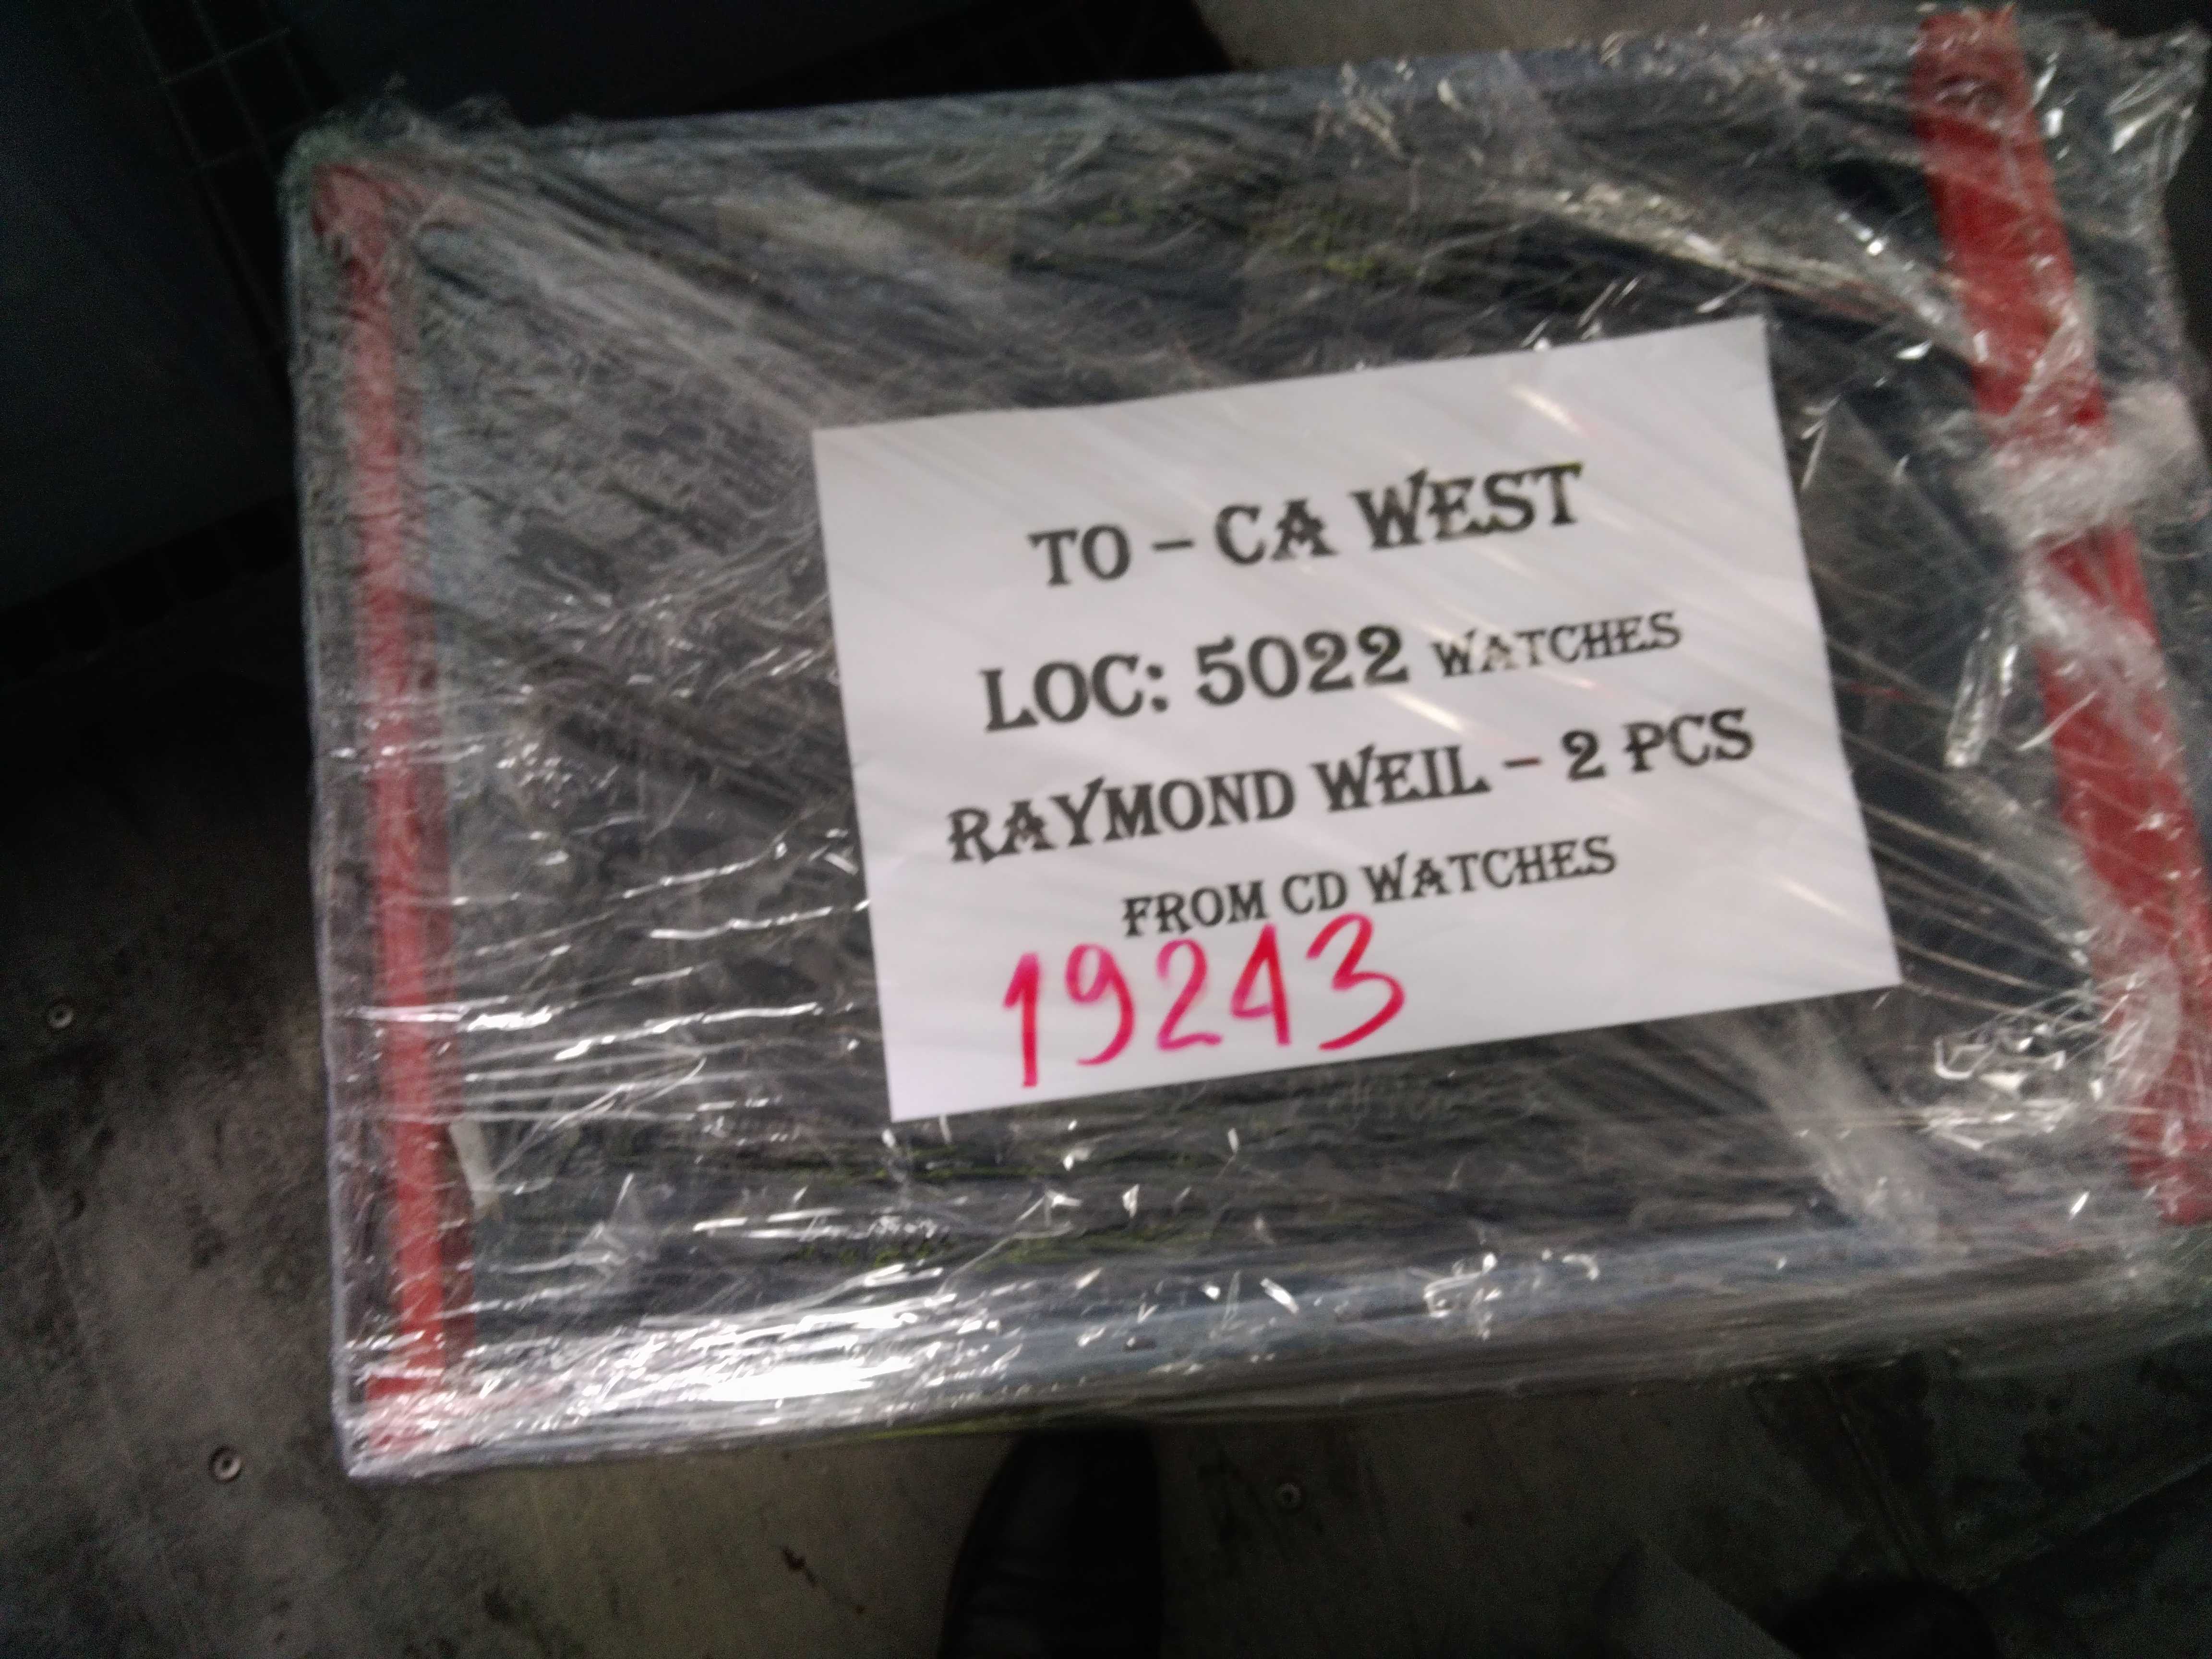 TO – CA WEST
LOC: 5022 WATCHES
RAYMOND WEIL – 2 PCS
FROM CD WATCHES
19243